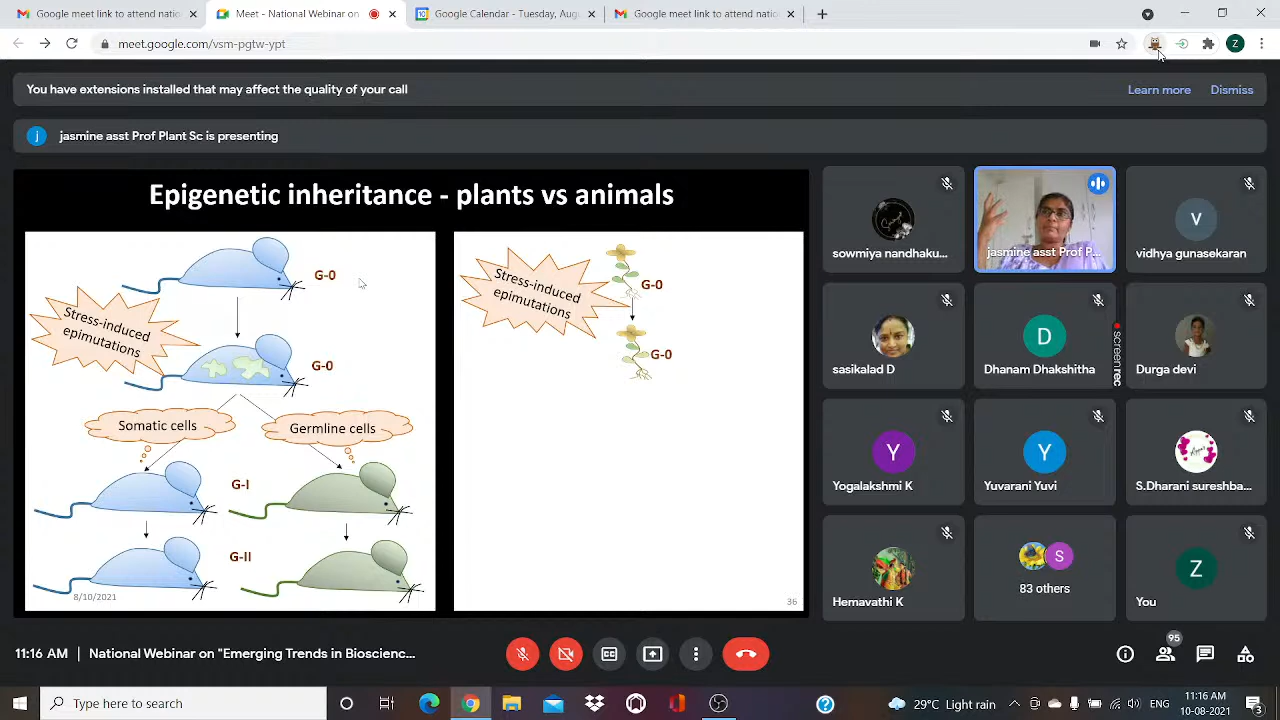 Google meet link to attend nationa
Meet - National Webinar on
Google Calendar - Tuesday, Aug
Google meet link to attend natio
meet.google.com/vsm-pgtw-ypt
Z
You have extensions installed that may affect the quality of your call
Learn more
Dismiss
j
jasmine asst Prof Plant Sc is presenting
Epigenetic inheritance - plants vs animals
G-0
Stress-induced
epimutations
G-0
Somatic cells
Germline cells
G-I
G-II
8/10/2021
Stress-induced
epimutations
G-0
G-0
36
sowmiya nandhaku...
jasmine asst Prof P...
V
vidhya gunasekaran
sasikalad D
D
Dhanam Dhakshitha
Durga devi
screenrec
Y
Yogalakshmi K
Y
Yuvarani Yuvi
S.Dharani sureshba...
Hemavathi K
S
83 others
Z
You
11:16 AM | National Webinar on "Emerging Trends in Bioscienc...
95
Type here to search
29°C Light rain
ENG
11:16 AM
10-08-2021